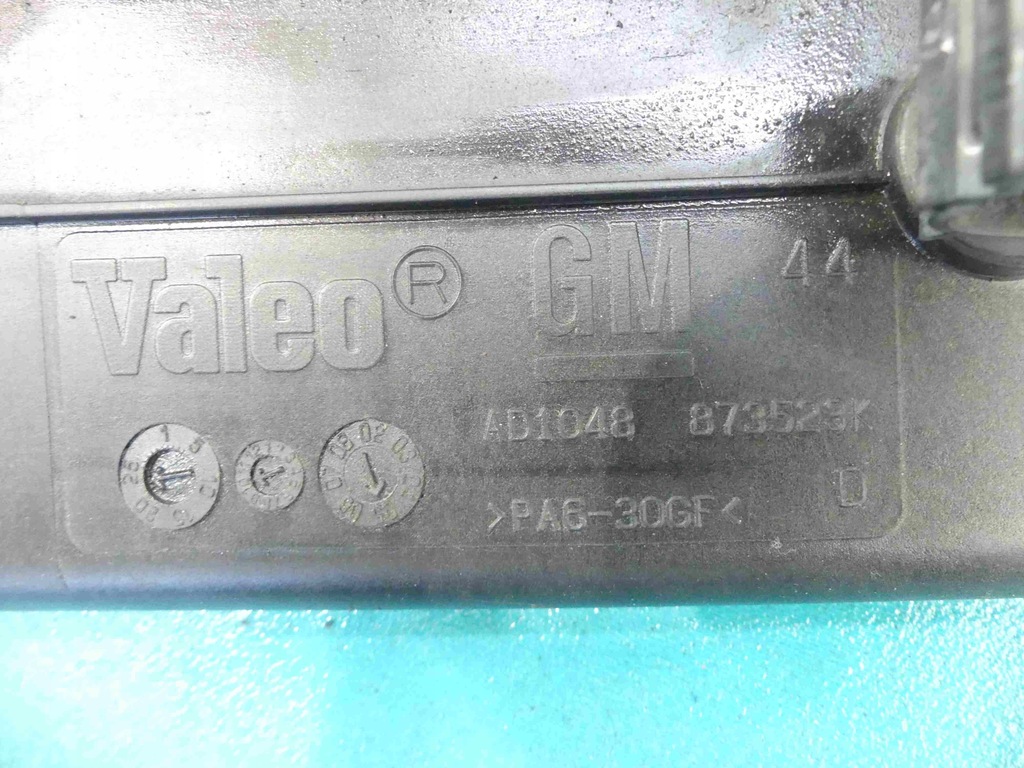 Valeo® GM 44
AD1048 873523K
>PA6-30GF< D